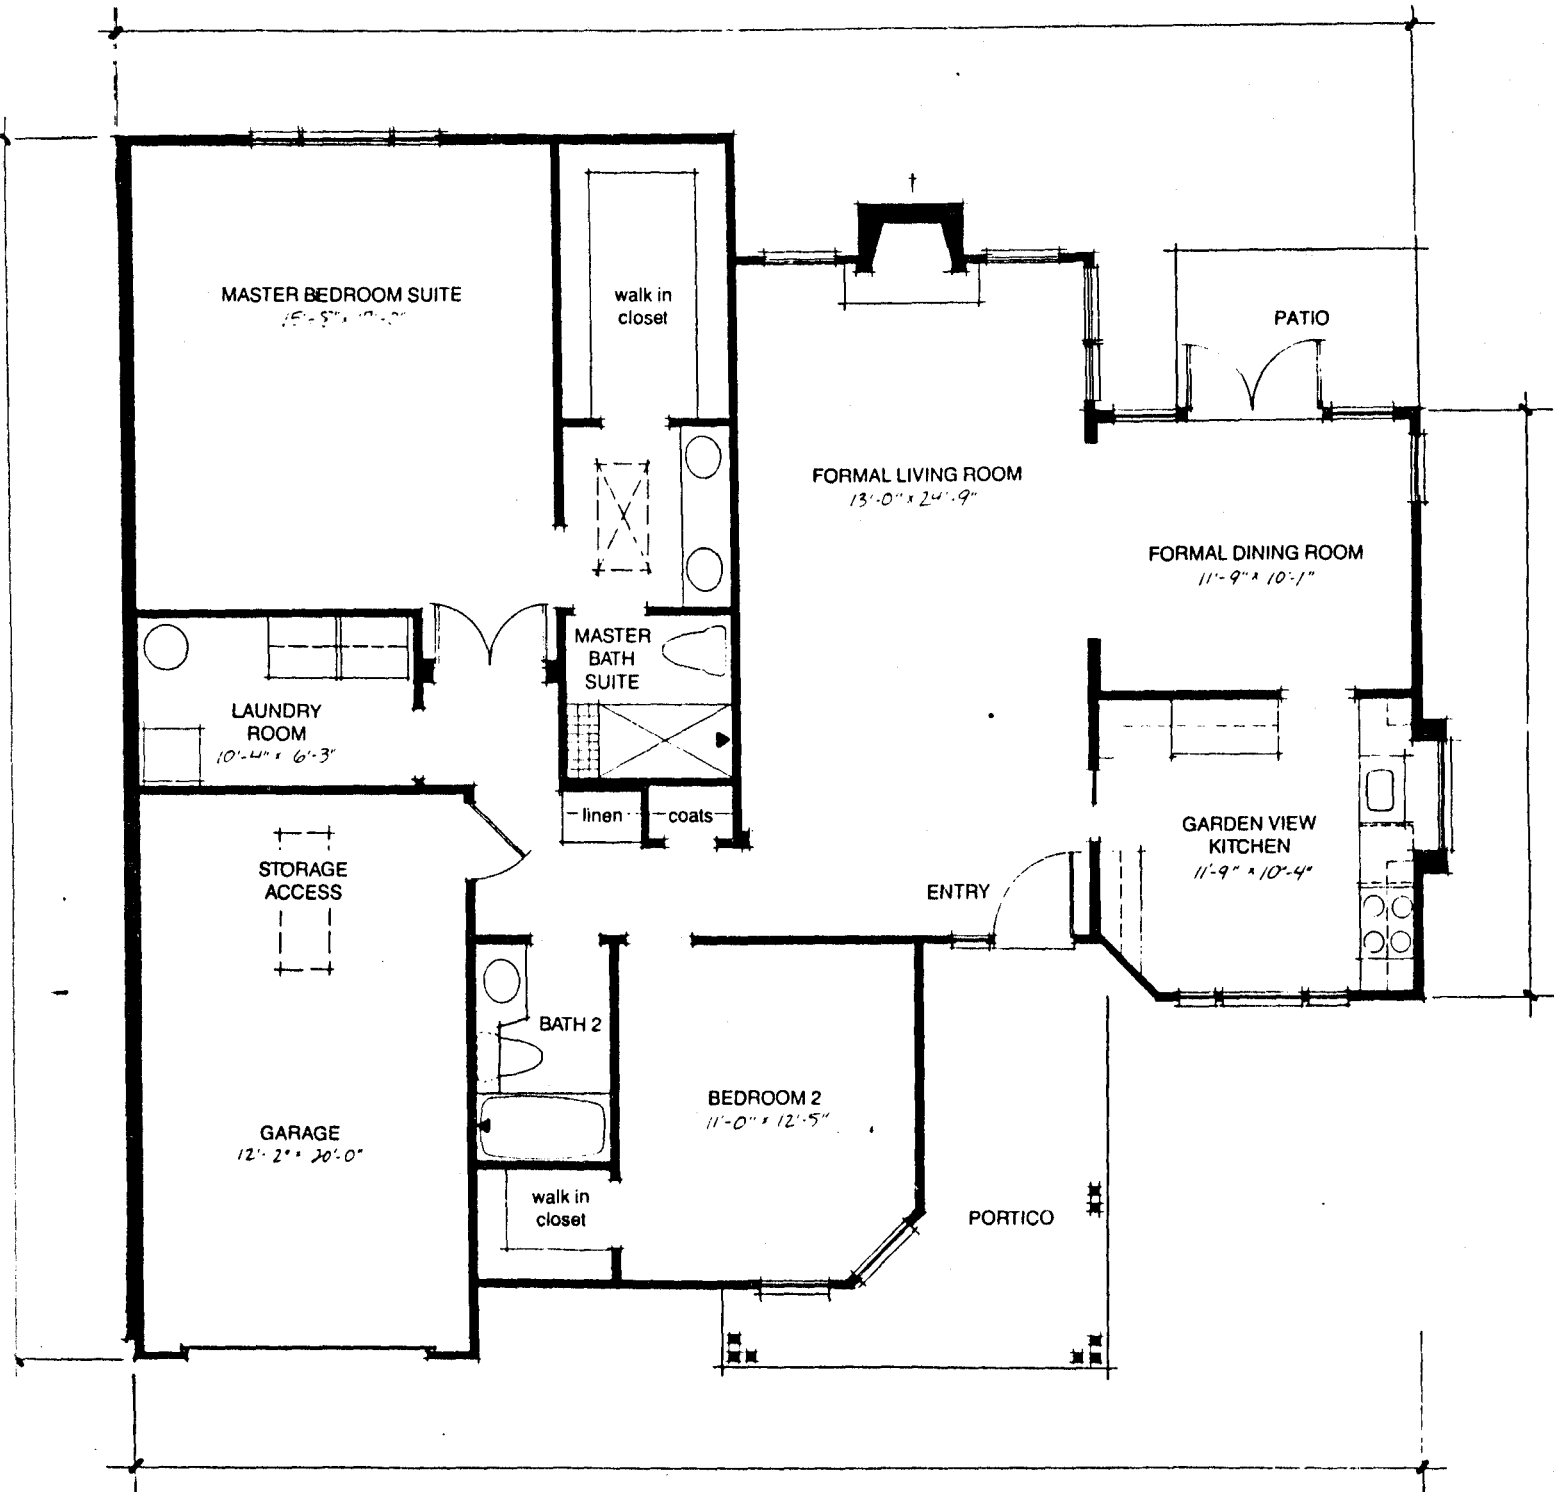 MASTER BEDROOM SUITE
walk in
closet
PATIO
FORMAL LIVING ROOM
13'-0" x 24'-9"
FORMAL DINING ROOM
11'-9" x 10'-1"
MASTER
BATH
SUITE
LAUNDRY
ROOM
10'-4" x 6'-3"
linen
coats
GARDEN VIEW
KITCHEN
11'-9" x 10'-4"
STORAGE
ACCESS
ENTRY
BATH 2
BEDROOM 2
11'-0" x 12'-5"
GARAGE
12'-2" x 20'-0"
walk in
closet
PORTICO